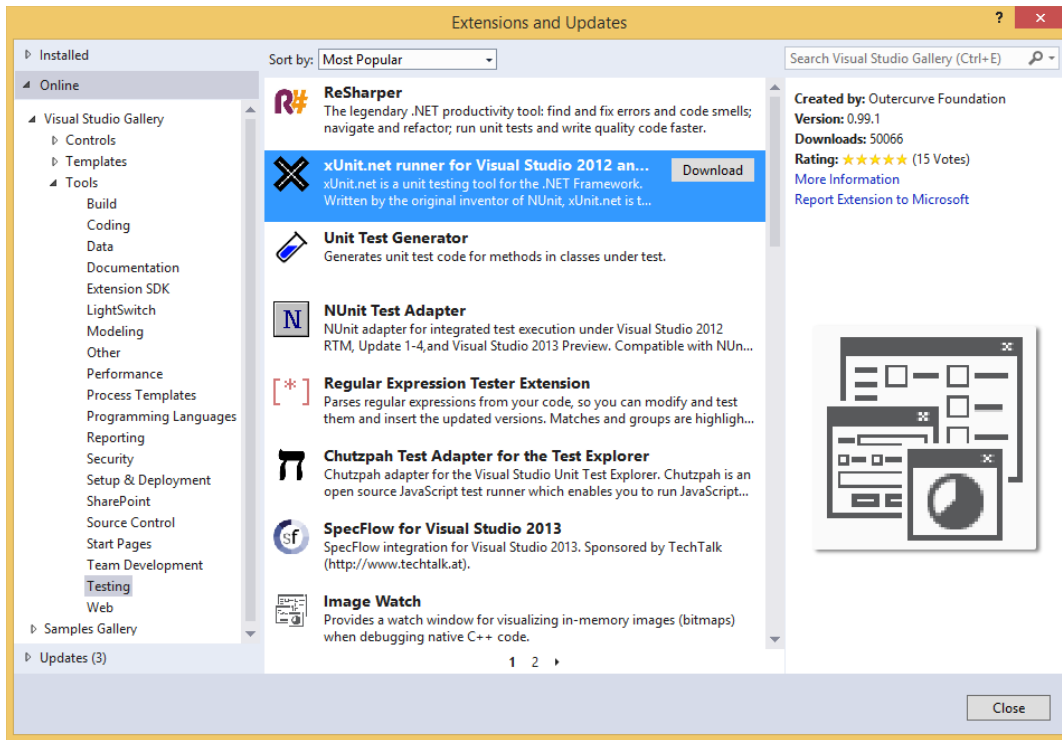 Extensions and Updates
?
×
Installed
Online
Visual Studio Gallery
Controls
Templates
Tools
Build
Coding
Data
Documentation
Extension SDK
LightSwitch
Modeling
Other
Performance
Process Templates
Programming Languages
Reporting
Security
Setup & Deployment
SharePoint
Source Control
Start Pages
Team Development
Testing
Web
Samples Gallery
Updates (3)
Sort by: Most Popular
R#
ReSharper
The legendary .NET productivity tool: find and fix errors and code smells;
navigate and refactor; run unit tests and write quality code faster.
xUnit.net runner for Visual Studio 2012 an...
Download
xUnit.net is a unit testing tool for the .NET Framework.
Written by the original inventor of NUnit, xUnit.net is t...
Unit Test Generator
Generates unit test code for methods in classes under test.
N
NUnit Test Adapter
NUnit adapter for integrated test execution under Visual Studio 2012
RTM, Update 1-4,and Visual Studio 2013 Preview. Compatible with NUn...
[*]
Regular Expression Tester Extension
Parses regular expressions from your code, so you can modify and test
them and insert the updated versions. Matches and groups are highligh...
ת
Chutzpah Test Adapter for the Test Explorer
Chutzpah adapter for the Visual Studio Unit Test Explorer. Chutzpah is an
open source JavaScript test runner which enables you to run JavaScript...
sf
SpecFlow for Visual Studio 2013
SpecFlow integration for Visual Studio 2013. Sponsored by TechTalk
(http://www.techtalk.at).
Image Watch
Provides a watch window for visualizing in-memory images (bitmaps)
when debugging native C++ code.
1 2
Search Visual Studio Gallery (Ctrl+E)
Created by: Outercurve Foundation
Version: 0.99.1
Downloads: 50066
Rating: ★★★★★ (15 Votes)
More Information
Report Extension to Microsoft
Close